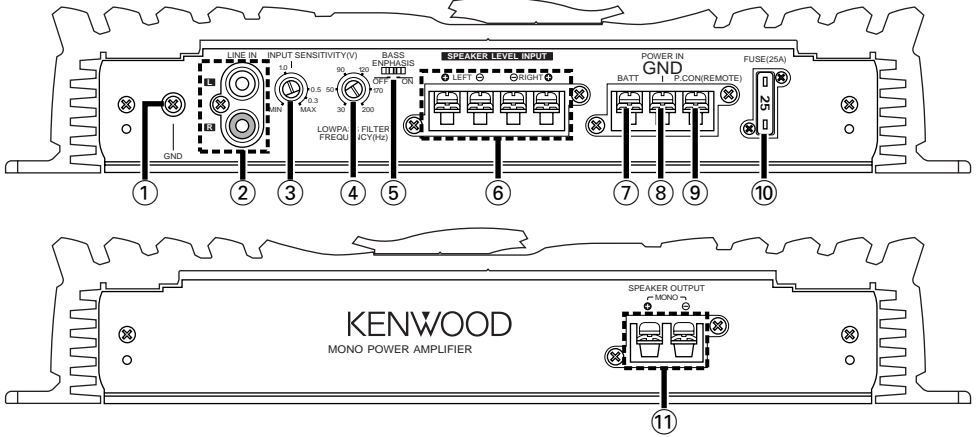 LINE IN
L
R
GND
INPUT SENSITIVITY(V)
1.0
0.5
0.3
MIN
MAX
90
120
50
170
30
200
LOWPASS FILTER
FREQUENCY(Hz)
BASS
ENPHASIS
OFF
ON
SPEAKER LEVEL INPUT
+ LEFT −
− RIGHT +
POWER IN
GND
BATT
P.CON(REMOTE)
FUSE(25A)
25
① ② ③ ④ ⑤ ⑥ ⑦ ⑧ ⑨ ⑩
KENWOOD
MONO POWER AMPLIFIER
SPEAKER OUTPUT
MONO
+ −
⑪